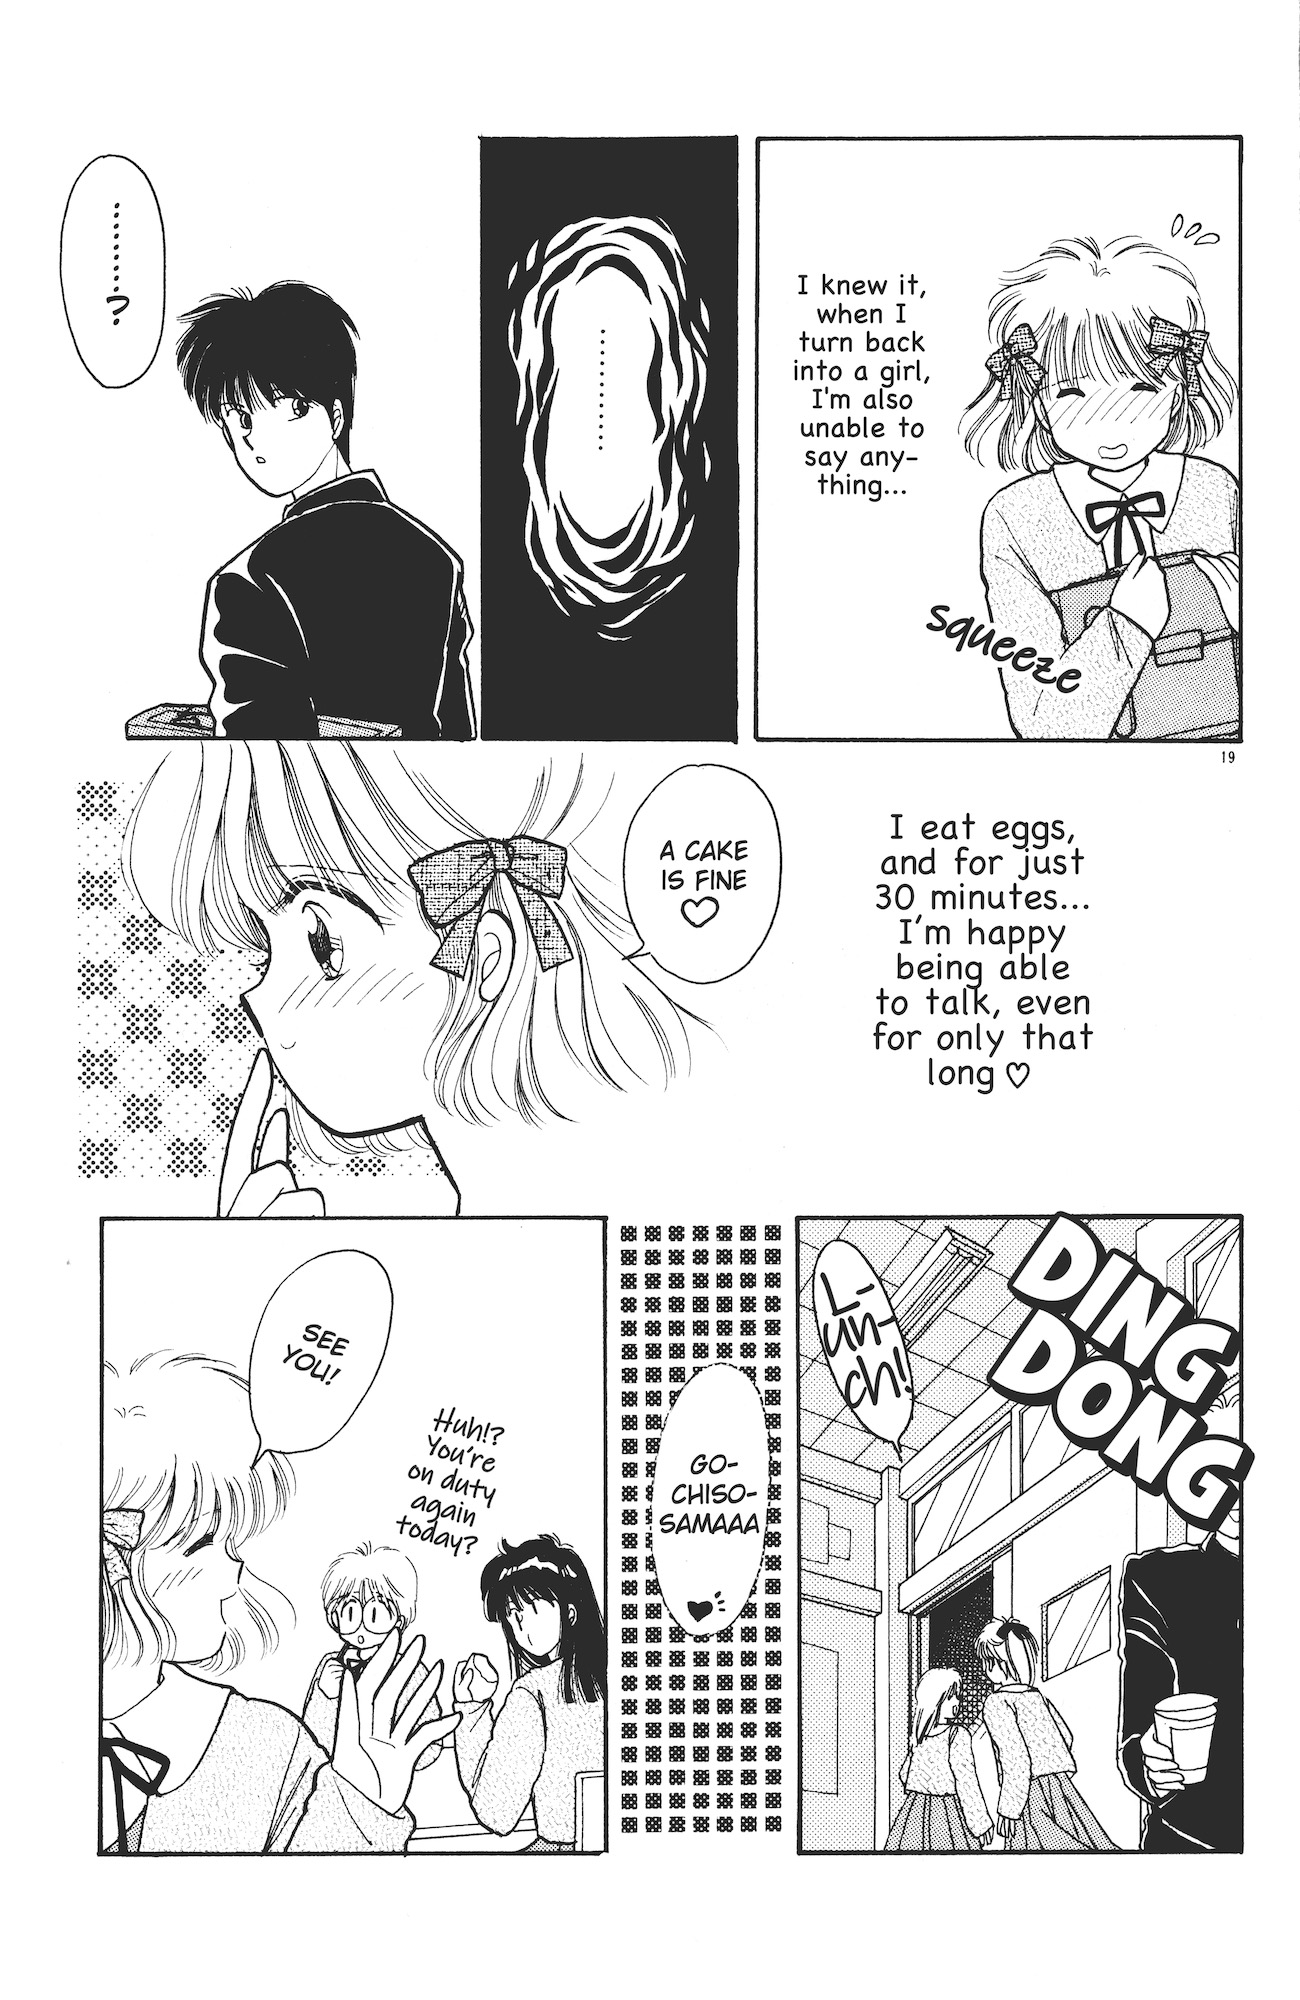 I knew it,
when I
turn back
into a girl,
I'm also
unable to
say any-
thing...
squeeze
..........
.........?
19
I eat eggs,
and for just
30 minutes...
I'm happy
being able
to talk, even
for only that
long ♡
A CAKE
IS FINE
♡
DING
DONG
L-
un-
ch!
GO-
CHISO-
SAMAAA
SEE
YOU!
Huh!?
You're
on duty
again
today?